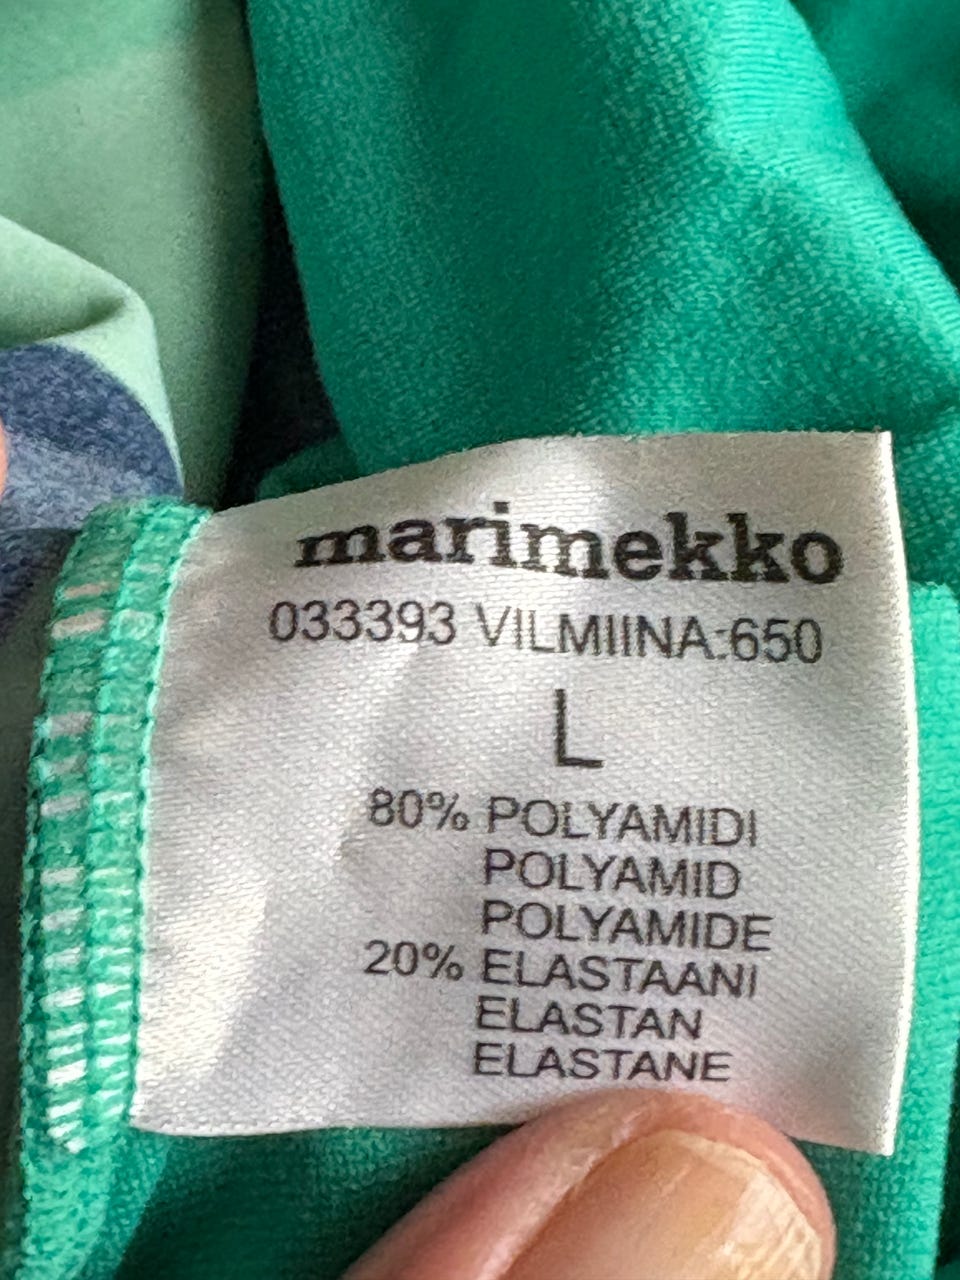 marimekko
033393 VILMIINA:650
L
80% POLYAMIDI
POLYAMID
POLYAMIDE
20% ELASTAANI
ELASTAN
ELASTANE